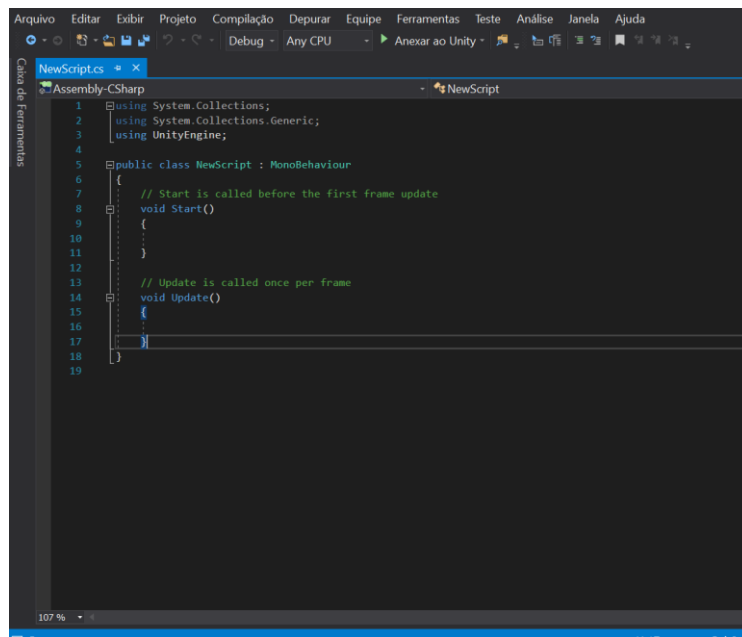 Arquivo Editar Exibir Projeto Compilação Depurar Equipe Ferramentas Teste Análise Janela Ajuda
Debug Any CPU Anexar ao Unity
Caixa de Ferramentas
NewScript.cs
Assembly-CSharp NewScript
1 using System.Collections;
2 using System.Collections.Generic;
3 using UnityEngine;
4
5 public class NewScript : MonoBehaviour
6 {
7 // Start is called before the first frame update
8 void Start()
9 {
10
11 }
12
13 // Update is called once per frame
14 void Update()
15 {
16
17 }
18 }
19
107 %